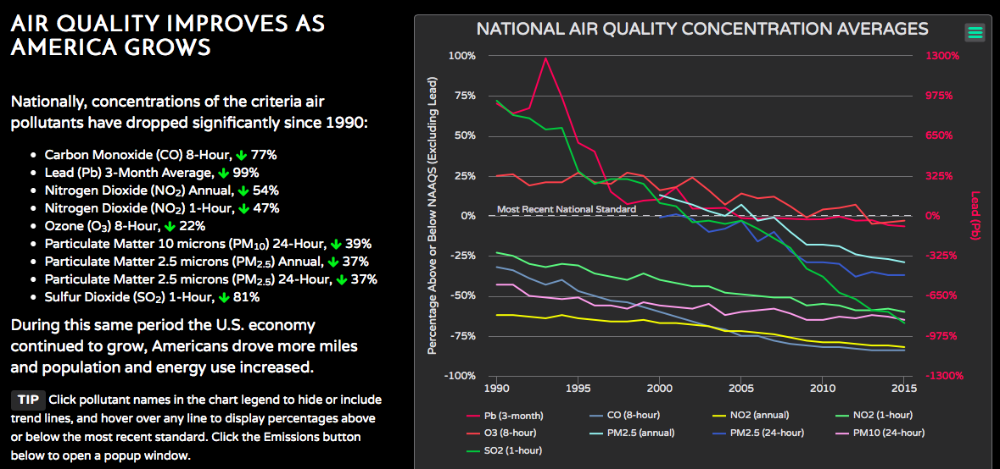 AIR QUALITY IMPROVES AS
AMERICA GROWS
Nationally, concentrations of the criteria air
pollutants have dropped significantly since 1990:
• Carbon Monoxide (CO) 8-Hour, ↓ 77%
• Lead (Pb) 3-Month Average, ↓ 99%
• Nitrogen Dioxide (NO₂) Annual, ↓ 54%
• Nitrogen Dioxide (NO₂) 1-Hour, ↓ 47%
• Ozone (O₃) 8-Hour, ↓ 22%
• Particulate Matter 10 microns (PM₁₀) 24-Hour, ↓ 39%
• Particulate Matter 2.5 microns (PM₂.₅) Annual, ↓ 37%
• Particulate Matter 2.5 microns (PM₂.₅) 24-Hour, ↓ 37%
• Sulfur Dioxide (SO₂) 1-Hour, ↓ 81%
During this same period the U.S. economy
continued to grow, Americans drove more miles
and population and energy use increased.
TIP Click pollutant names in the chart legend to hide or include
trend lines, and hover over any line to display percentages above
or below the most recent standard. Click the Emissions button
below to open a popup window.
NATIONAL AIR QUALITY CONCENTRATION AVERAGES
Percentage Above or Below NAAQS (Excluding Lead)
100%
75%
50%
25%
0%
-25%
-50%
-75%
-100%
Most Recent National Standard
1300%
975%
650%
325%
0%
-325%
-650%
-975%
-1300%
Lead (Pb)
1990 1995 2000 2005 2010 2015
Pb (3-month) CO (8-hour) NO2 (annual) NO2 (1-hour)
O3 (8-hour) PM2.5 (annual) PM2.5 (24-hour) PM10 (24-hour)
SO2 (1-hour)